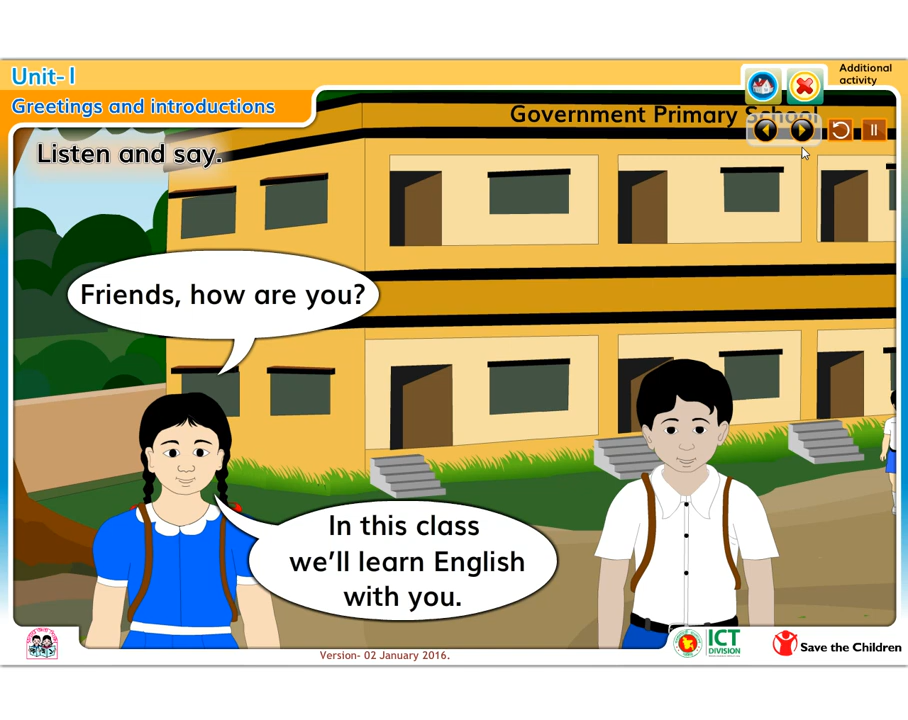 Unit-1
Additional
activity
Greetings and introductions
Government Primary School
Listen and say.
Friends, how are you?
In this class
we'll learn English
with you.
Version- 02 January 2016.
ICT
DIVISION
Save the Children